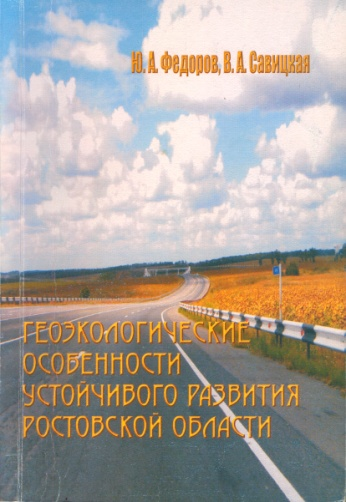 Ю. А. Федоров, В. А. Савицкая
ГЕОЭКОЛОГИЧЕСКИЕ
ОСОБЕННОСТИ
УСТОЙЧИВОГО РАЗВИТИЯ
РОСТОВСКОЙ ОБЛАСТИ